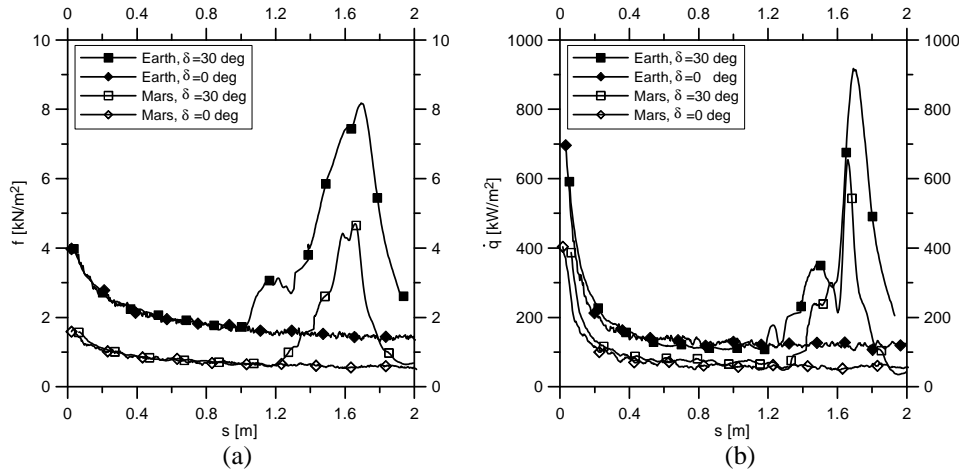 0 0.4 0.8 1.2 1.6 2
10 10
8 8
6 6
4 4
2 2
0 0
0 0.4 0.8 1.2 1.6 2
s [m]
f [kN/m²]
Earth, δ=30 deg
Earth, δ=0 deg
Mars, δ=30 deg
Mars, δ=0 deg
(a)
0 0.4 0.8 1.2 1.6 2
1000 1000
800 800
600 600
400 400
200 200
0 0
0 0.4 0.8 1.2 1.6 2
s [m]
q̇ [kW/m²]
Earth, δ=30 deg
Earth, δ=0 deg
Mars, δ=30 deg
Mars, δ=0 deg
(b)